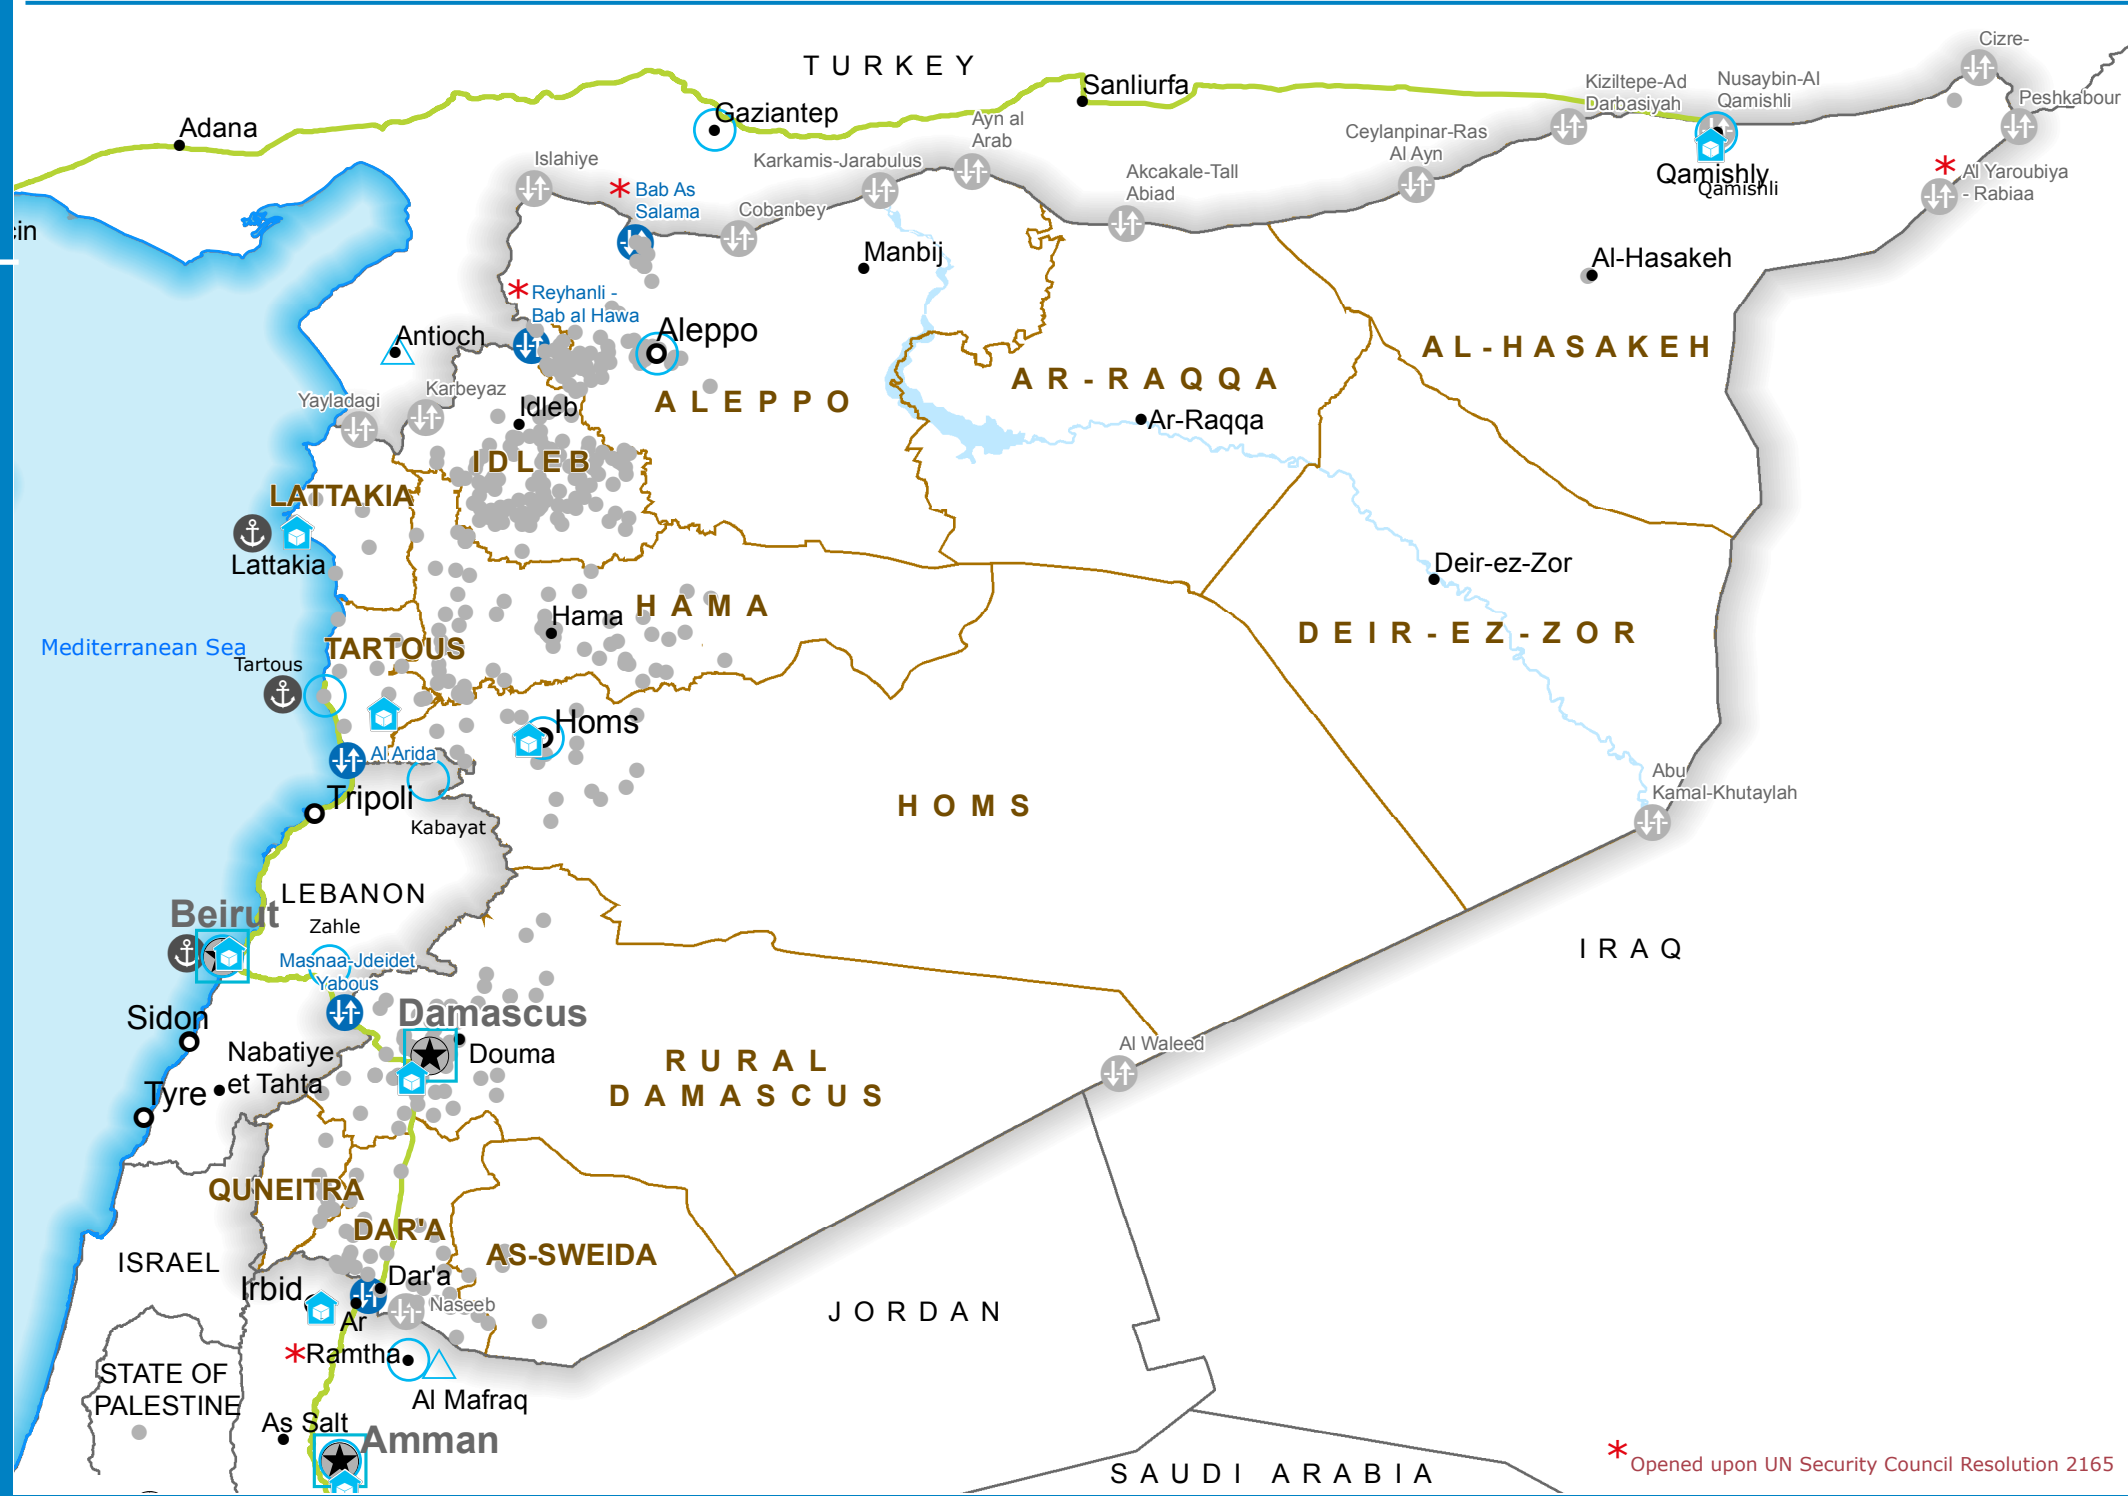 TURKEY
Cizre-
Kiziltepe-Ad
Darbasiyah
Nusaybin-Al
Qamishli
Peshkabour
Sanliurfa
Gaziantep
Adana
Ayn al
Arab
Ceylanpinar-Ras
Al Ayn
Islahiye
Karkamis-Jarabulus
Akcakale-Tall
Abiad
* Bab As
Salama
Cobanbey
Qamishly
Qamishli
* Al Yaroubiya
- Rabiaa
cin
Manbij
Al-Hasakeh
* Reyhanli -
Bab al Hawa
Antioch
Aleppo
AL-HASAKEH
AR-RAQQA
Karbeyaz
Yayladagi
Idleb
ALEPPO
Ar-Raqqa
IDLEB
LATTAKIA
Lattakia
Deir-ez-Zor
Hama
HAMA
DEIR-EZ-ZOR
Mediterranean Sea
TARTOUS
Tartous
Homs
Al Arida
Abu
Kamal-Khutaylah
Tripoli
HOMS
Kabayat
LEBANON
Beirut
Zahle
IRAQ
Masnaa-Jdeidet
Yabous
Damascus
Sidon
Douma
Nabatiye
et Tahta
Al Waleed
RURAL
DAMASCUS
Tyre
QUNEITRA
DAR'A
AS-SWEIDA
ISRAEL
Irbid
Dar'a
Naseeb
JORDAN
Ar
*Ramtha
STATE OF
PALESTINE
Al Mafraq
As Salt
Amman
SAUDI ARABIA
* Opened upon UN Security Council Resolution 2165